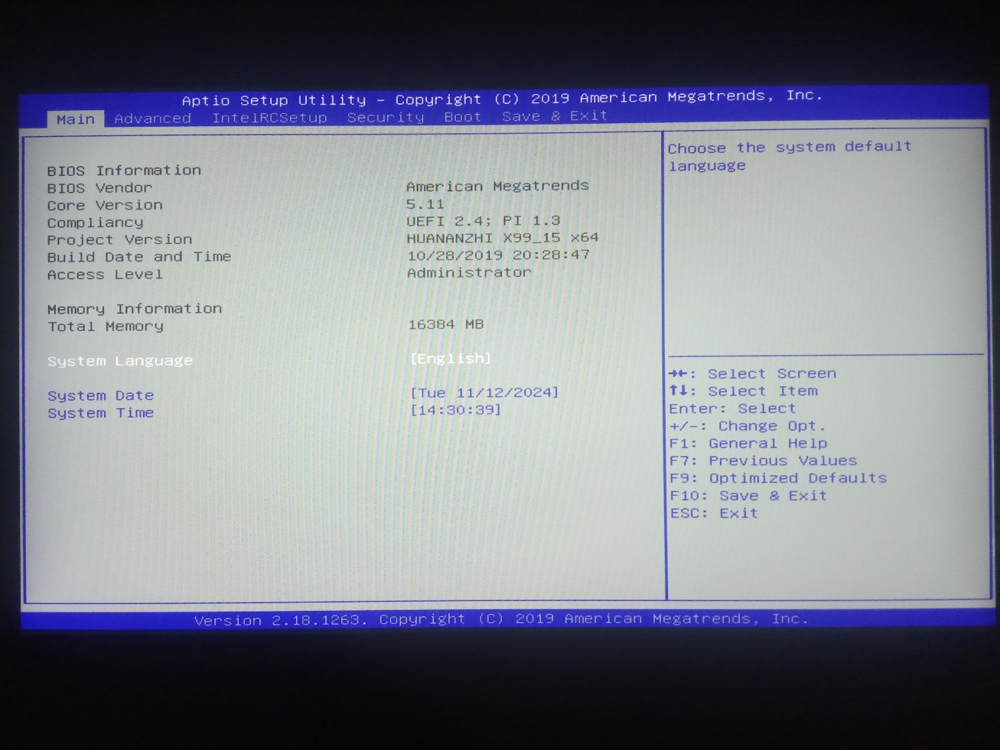 Aptio Setup Utility - Copyright (C) 2019 American Megatrends, Inc.
Main Advanced IntelRCSetup Security Boot Save & Exit
BIOS Information
BIOS Vendor American Megatrends
Core Version 5.11
Compliancy UEFI 2.4; PI 1.3
Project Version HUANANZHI X99_15 x64
Build Date and Time 10/28/2019 20:28:47
Access Level Administrator
Memory Information
Total Memory 16384 MB
System Language [English]
System Date [Tue 11/12/2024]
System Time [14:30:39]
Choose the system default
language
→←: Select Screen
↑↓: Select Item
Enter: Select
+/-: Change Opt.
F1: General Help
F7: Previous Values
F9: Optimized Defaults
F10: Save & Exit
ESC: Exit
Version 2.18.1263. Copyright (C) 2019 American Megatrends, Inc.